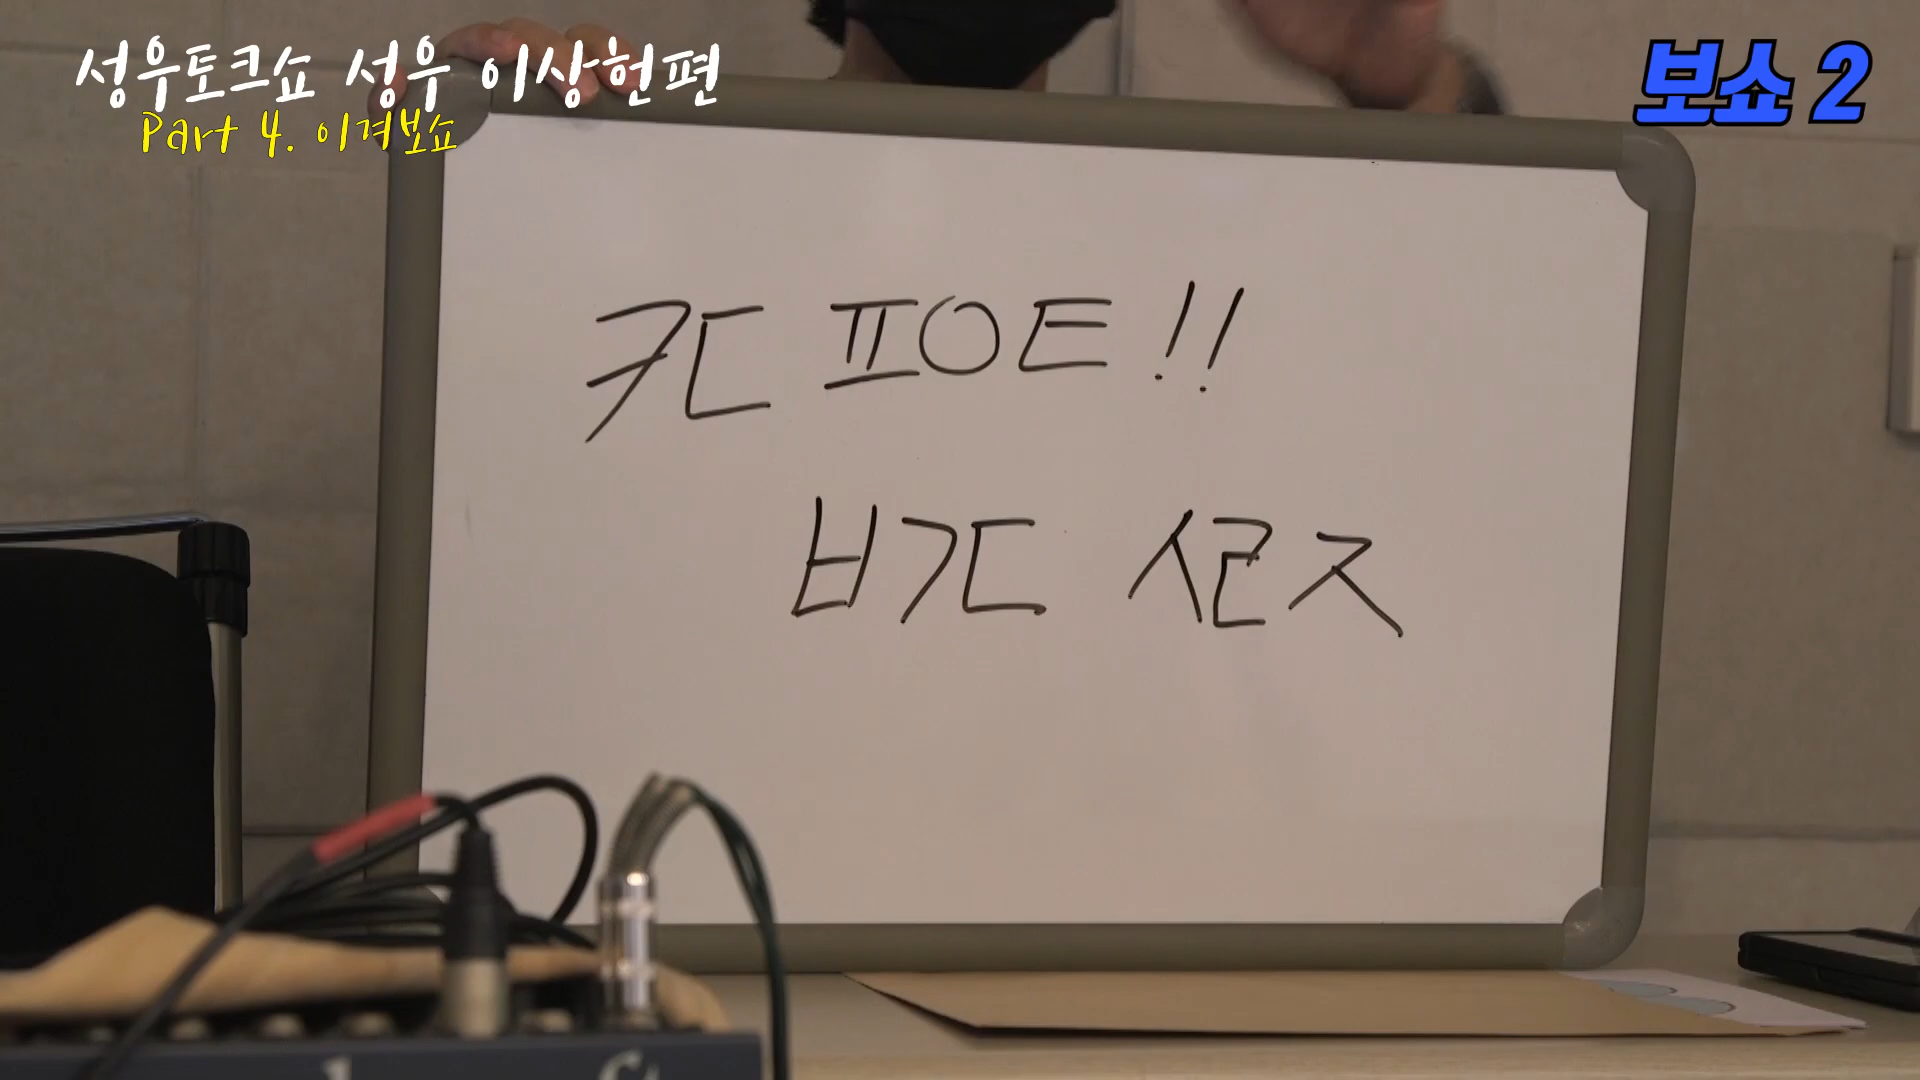 성우토크쇼 성우 이상헌편
Part 4. 이겨보쇼
보쇼 2
ㅋㄷ ㅍㅇㅌ!!
ㅂㄱㄷ ㅅㄹㅈ